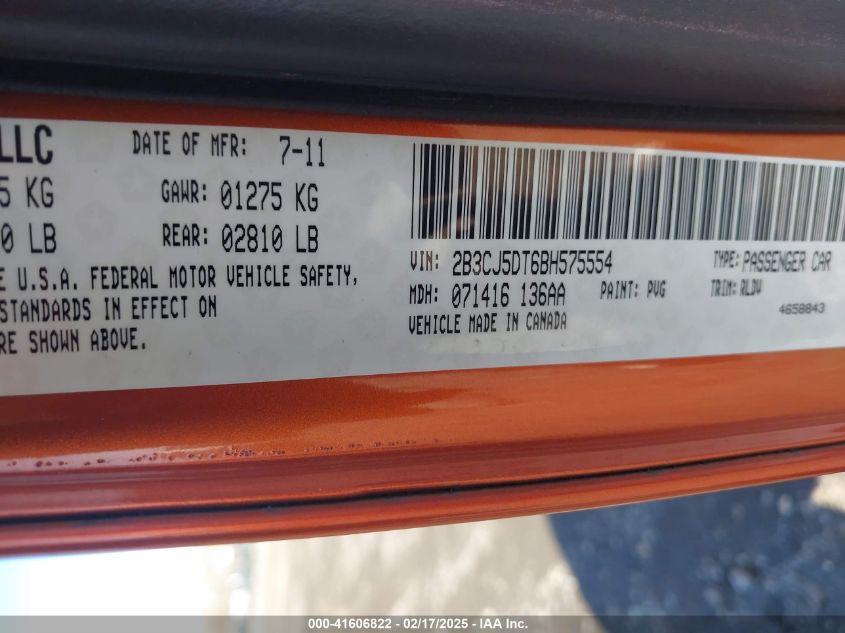 LLC
DATE OF MFR: 7-11
5 KG
GAWR: 01275 KG
0 LB
REAR: 02810 LB
E U.S.A. FEDERAL MOTOR VEHICLE SAFETY,
STANDARDS IN EFFECT ON
RE SHOWN ABOVE.
VIN: 2B3CJ5DT6BH575554
TYPE: PASSENGER CAR
MDH: 071416 136AA
PAINT: PVG
TRIM: RLDV
VEHICLE MADE IN CANADA
4658843
000-41606822 - 02/17/2025 - IAA, Inc.